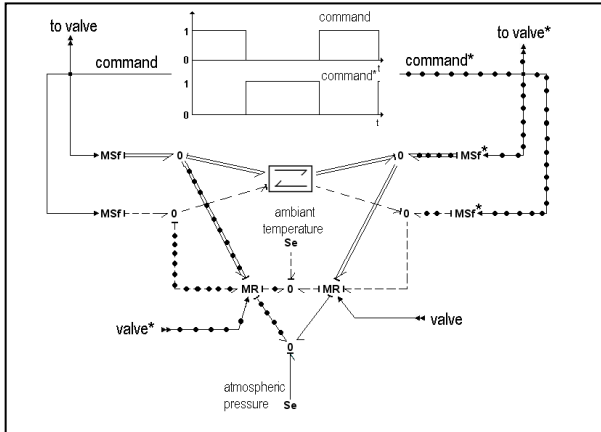 to valve
command
1
0
t
command
command*
1
0
t
command*
to valve*
MSf
0
0
MSf*
MSf
0
ambiant
temperature
Se
0
MSf*
MR
0
MR
valve*
valve
0
atmospheric
pressure
Se